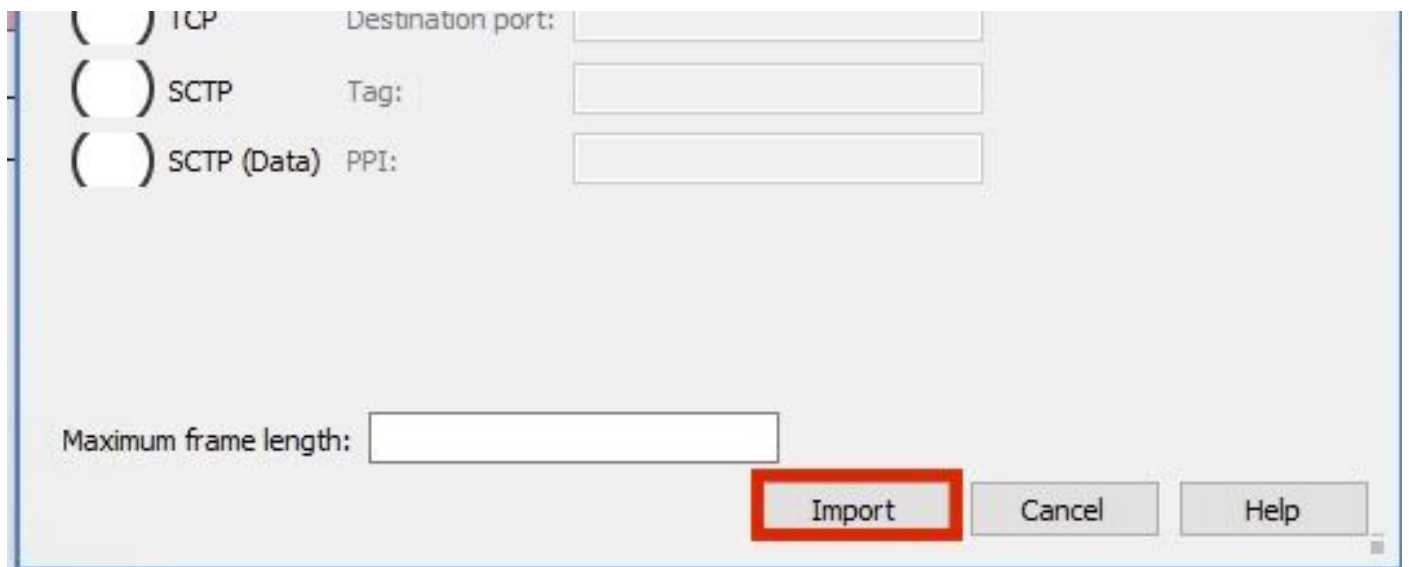 TCP Destination port:
SCTP Tag:
SCTP (Data) PPI:
Maximum frame length:
Import Cancel Help